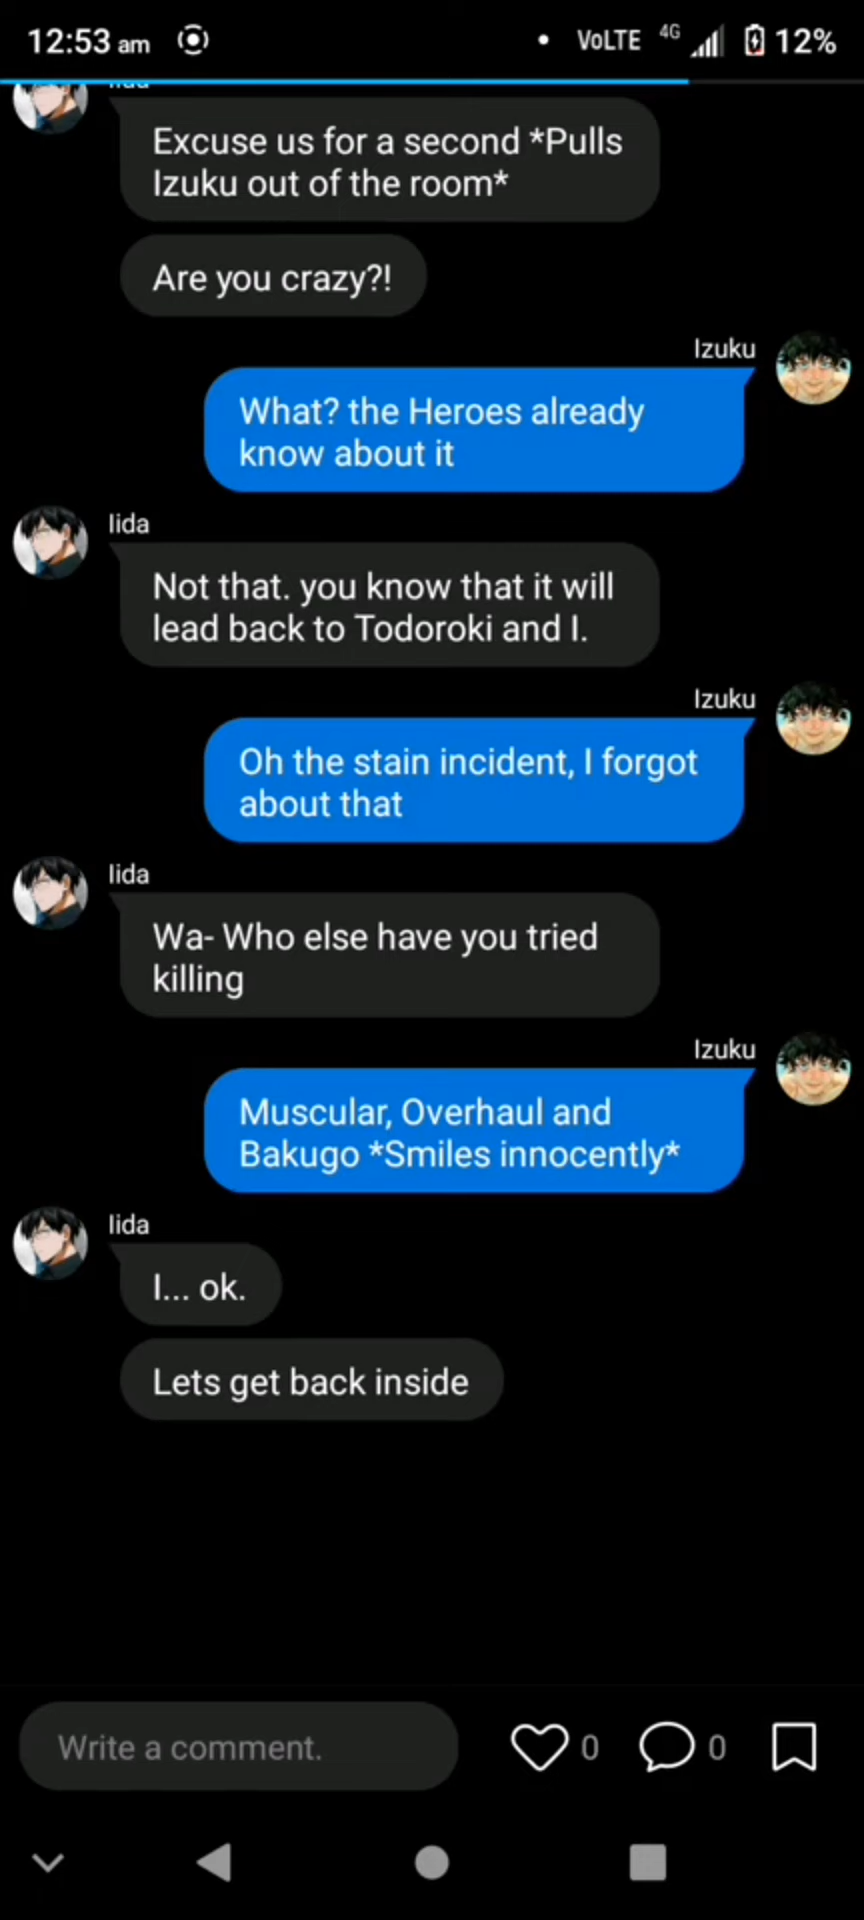 12:53 am VoLTE 4G 12%
Iida
Excuse us for a second *Pulls
Izuku out of the room*
Are you crazy?!
Izuku
What? the Heroes already
know about it
Iida
Not that. you know that it will
lead back to Todoroki and I.
Izuku
Oh the stain incident, I forgot
about that
Iida
Wa- Who else have you tried
killing
Izuku
Muscular, Overhaul and
Bakugo *Smiles innocently*
Iida
I... ok.
Lets get back inside
Write a comment. 0 0